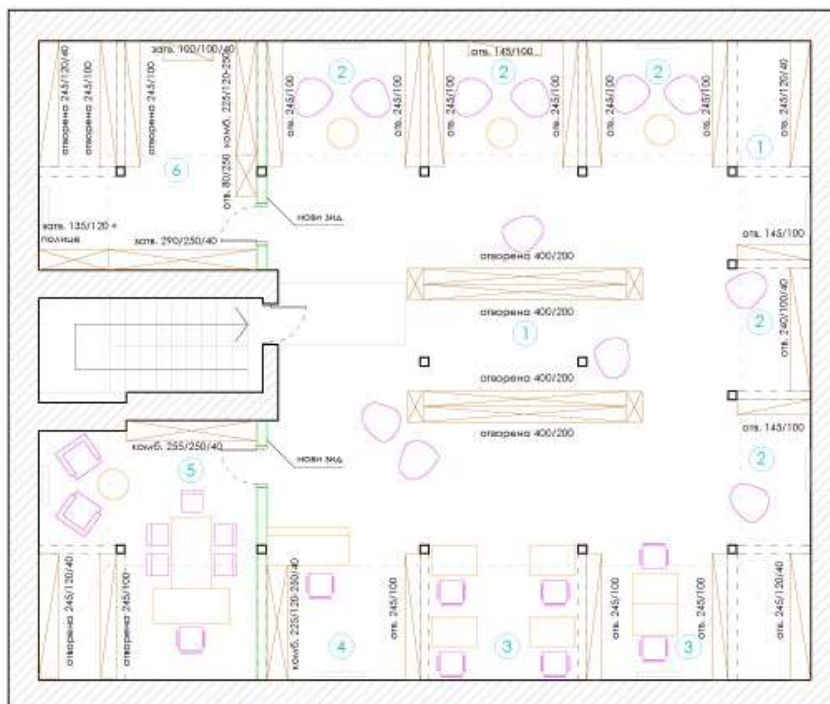 затв. 100/100/40
отв. 145/100
отворена 245/120/40
отворена 245/100
отворена 245/100
комб. 225/120-250/
отв. 245/100
2
отв. 245/100
отв. 245/100
2
отв. 245/100
отв. 245/100
2
отв. 245/100
отв. 245/120/40
1
6
отв. 80/250
нови зид
затв. 135/120 +
полице
затв. 290/250/40
отв. 145/100
отворена 400/200
отворена 400/200
1
2
отв. 240/100/40
отворена 400/200
отворена 400/200
отв. 145/100
комб. 255/250/40
нови зид
5
2
отворена 245/120/40
отворена 245/100
комб. 225/120-250/40
4
отв. 245/100
3
отв. 245/100
отв. 245/100
3
отв. 245/120/40